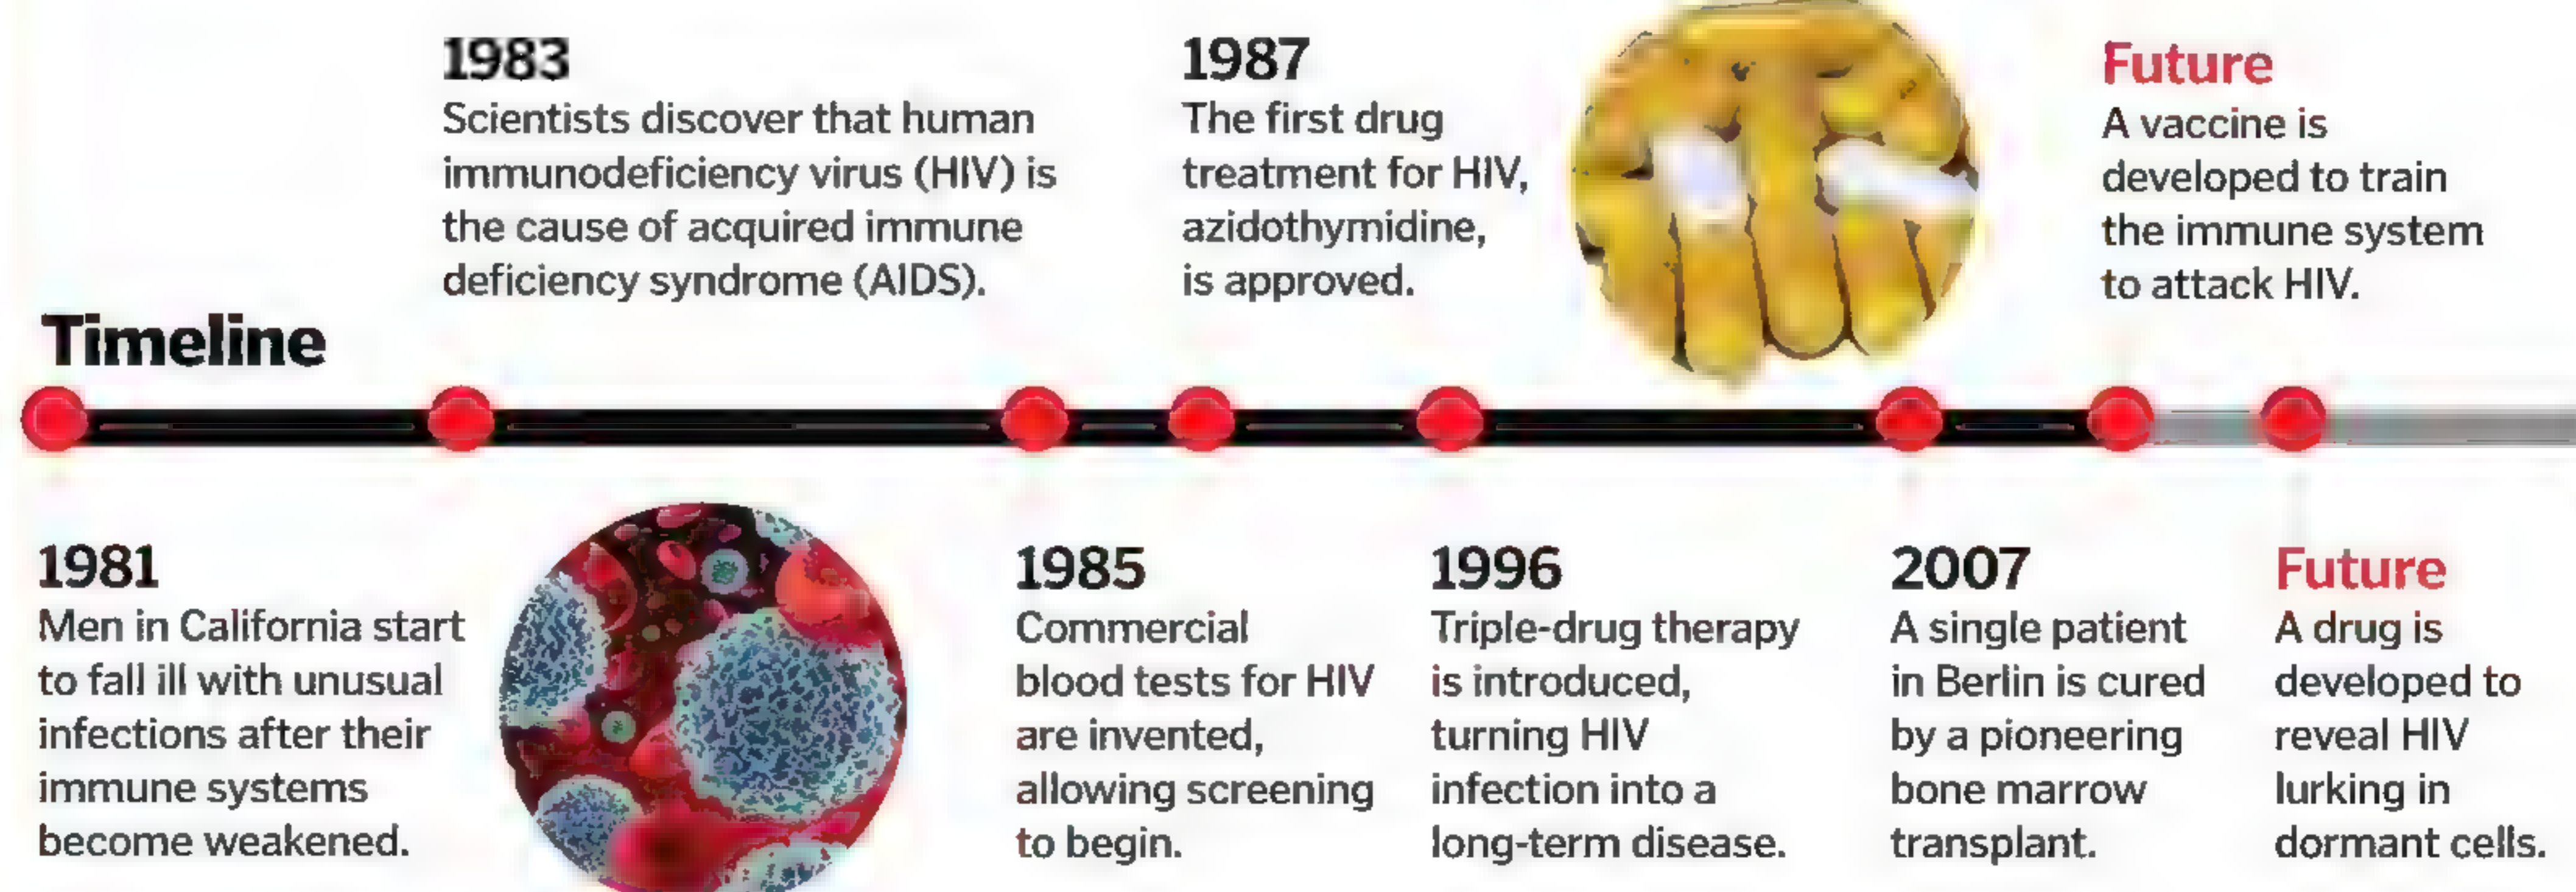 Timeline
1981
Men in California start
to fall ill with unusual
infections after their
immune systems
become weakened.
1983
Scientists discover that human
immunodeficiency virus (HIV) is
the cause of acquired immune
deficiency syndrome (AIDS).
1985
Commercial
blood tests for HIV
are invented,
allowing screening
to begin.
1987
The first drug
treatment for HIV,
azidothymidine,
is approved.
1996
Triple-drug therapy
is introduced,
turning HIV
infection into a
long-term disease.
2007
A single patient
in Berlin is cured
by a pioneering
bone marrow
transplant.
Future
A vaccine is
developed to train
the immune system
to attack HIV.
Future
A drug is
developed to
reveal HIV
lurking in
dormant cells.